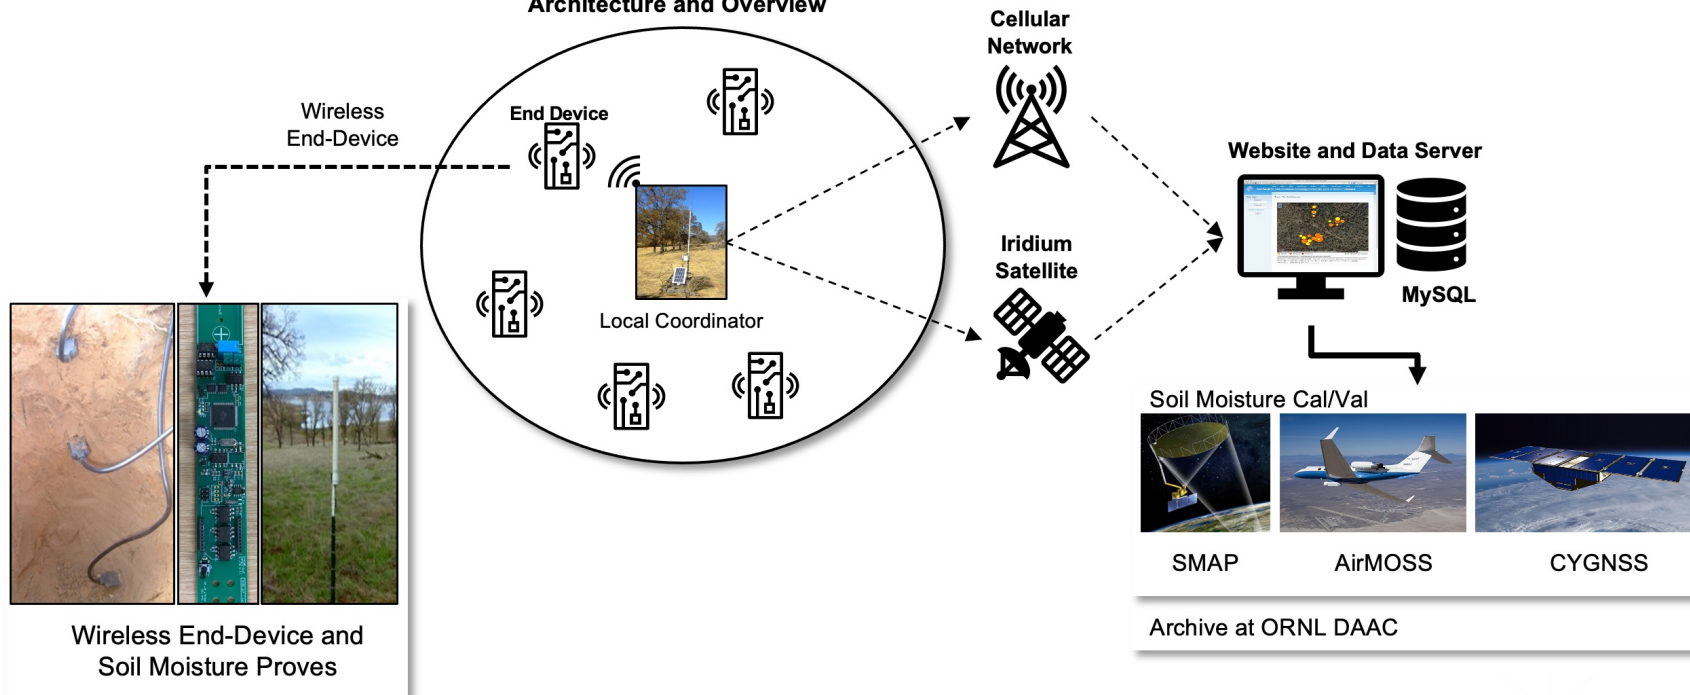 Architecture and Overview
Cellular
Network
Wireless
End-Device
End Device
Website and Data Server
Iridium
Satellite
MySQL
Local Coordinator
Soil Moisture Cal/Val
SMAP
AirMOSS
CYGNSS
Archive at ORNL DAAC
Wireless End-Device and
Soil Moisture Proves